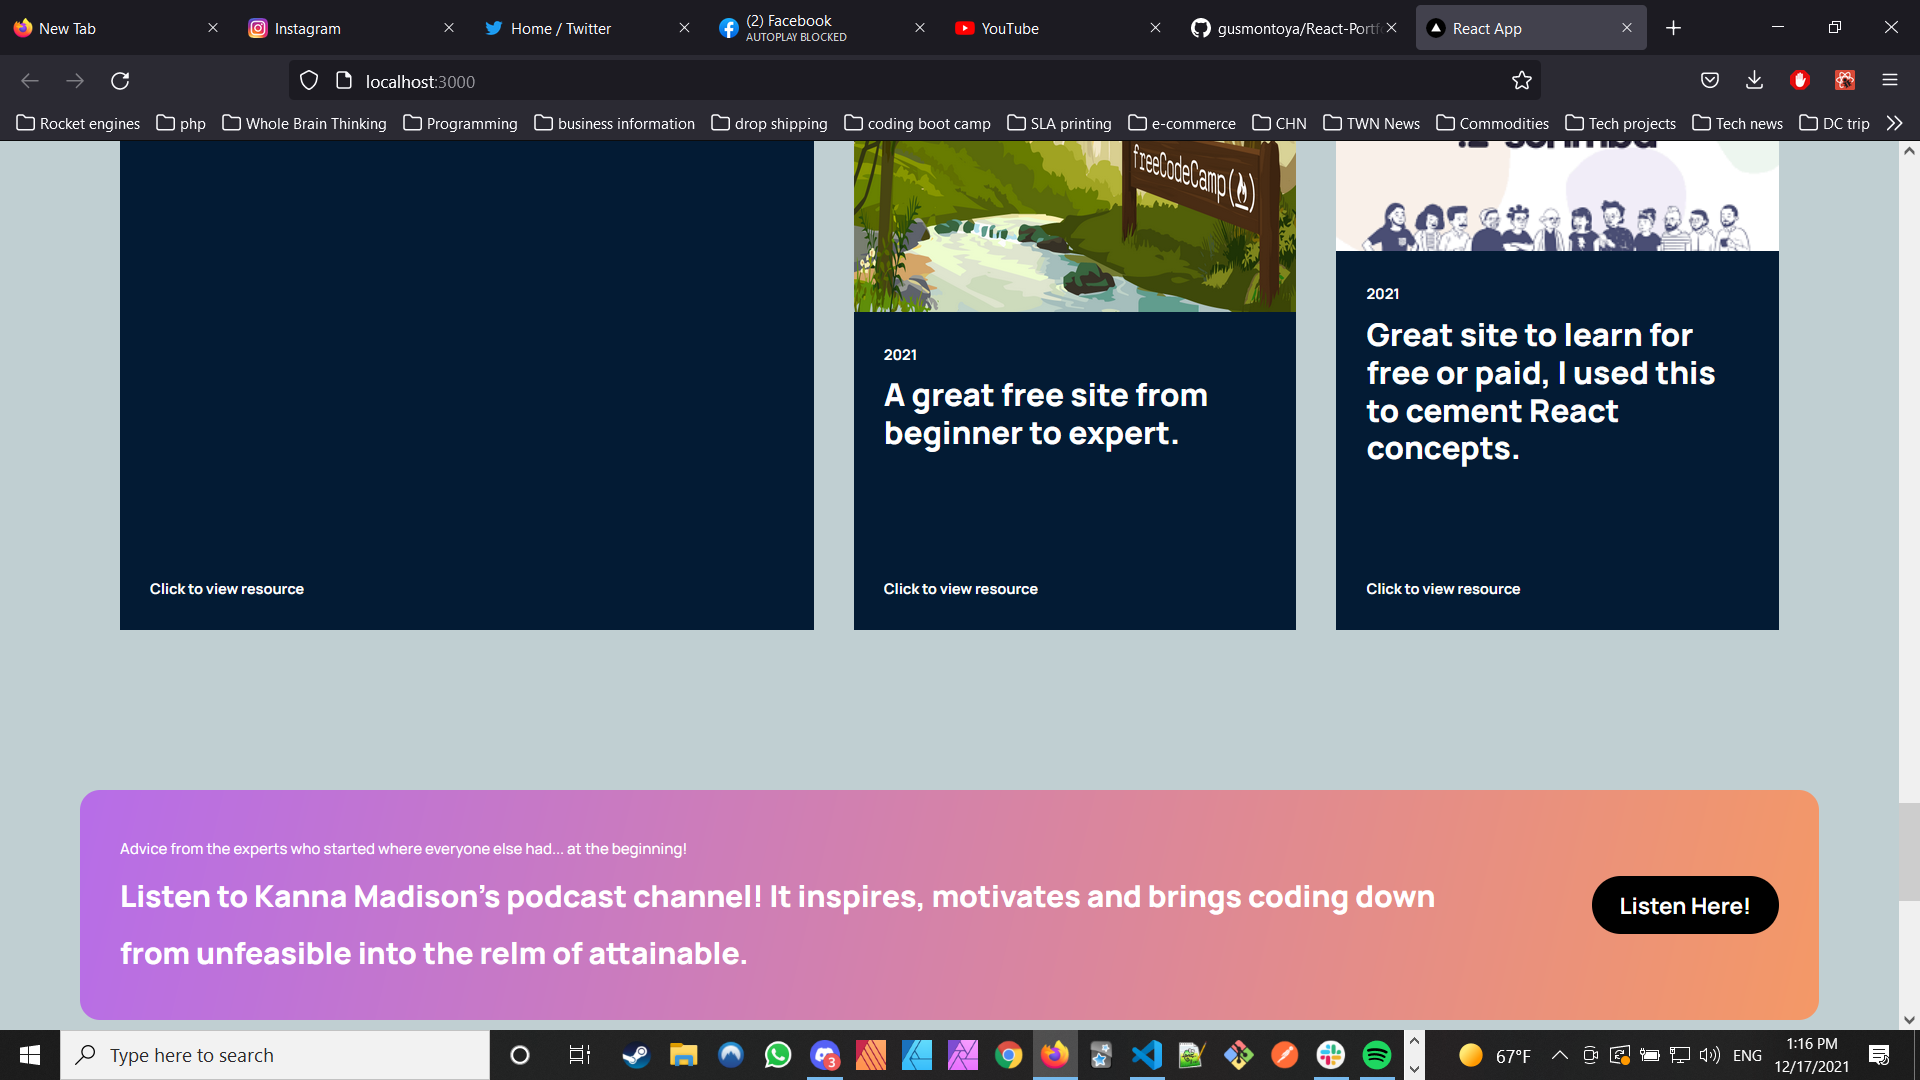 New Tab
Instagram
Home / Twitter
(2) Facebook
AUTOPLAY BLOCKED
YouTube
gusmontoya/React-Portf
React App
localhost:3000
Rocket engines
php
Whole Brain Thinking
Programming
business information
drop shipping
coding boot camp
SLA printing
e-commerce
CHN
TWN News
Commodities
Tech projects
Tech news
DC trip
freeCodeCamp(🔥)
2021
A great free site from
beginner to expert.
Click to view resource
2021
Great site to learn for
free or paid, I used this
to cement React
concepts.
Click to view resource
Click to view resource
Advice from the experts who started where everyone else had... at the beginning!
Listen to Kanna Madison's podcast channel! It inspires, motivates and brings coding down
from unfeasible into the relm of attainable.
Listen Here!
Type here to search
3
67°F
ENG
1:16 PM
12/17/2021